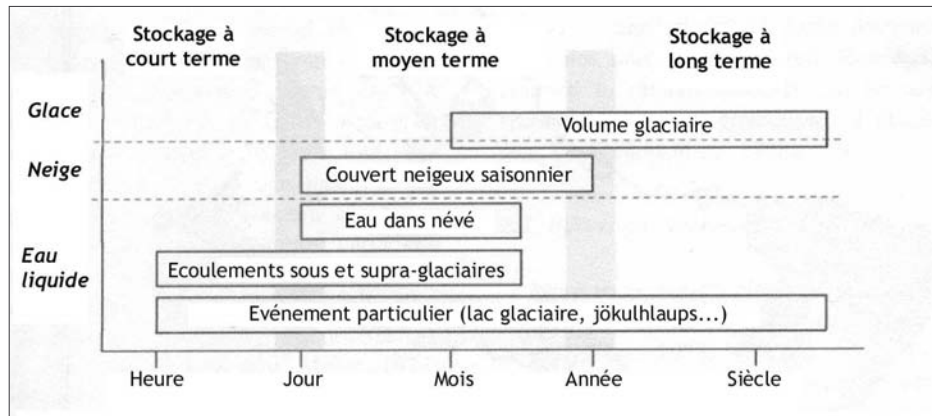 Stockage à court terme
Stockage à moyen terme
Stockage à long terme
Glace
Volume glaciaire
Neige
Couvert neigeux saisonnier
Eau dans névé
Eau liquide
Ecoulements sous et supra-glaciaires
Evénement particulier (lac glaciaire, jökulhlaups...)
Heure
Jour
Mois
Année
Siècle